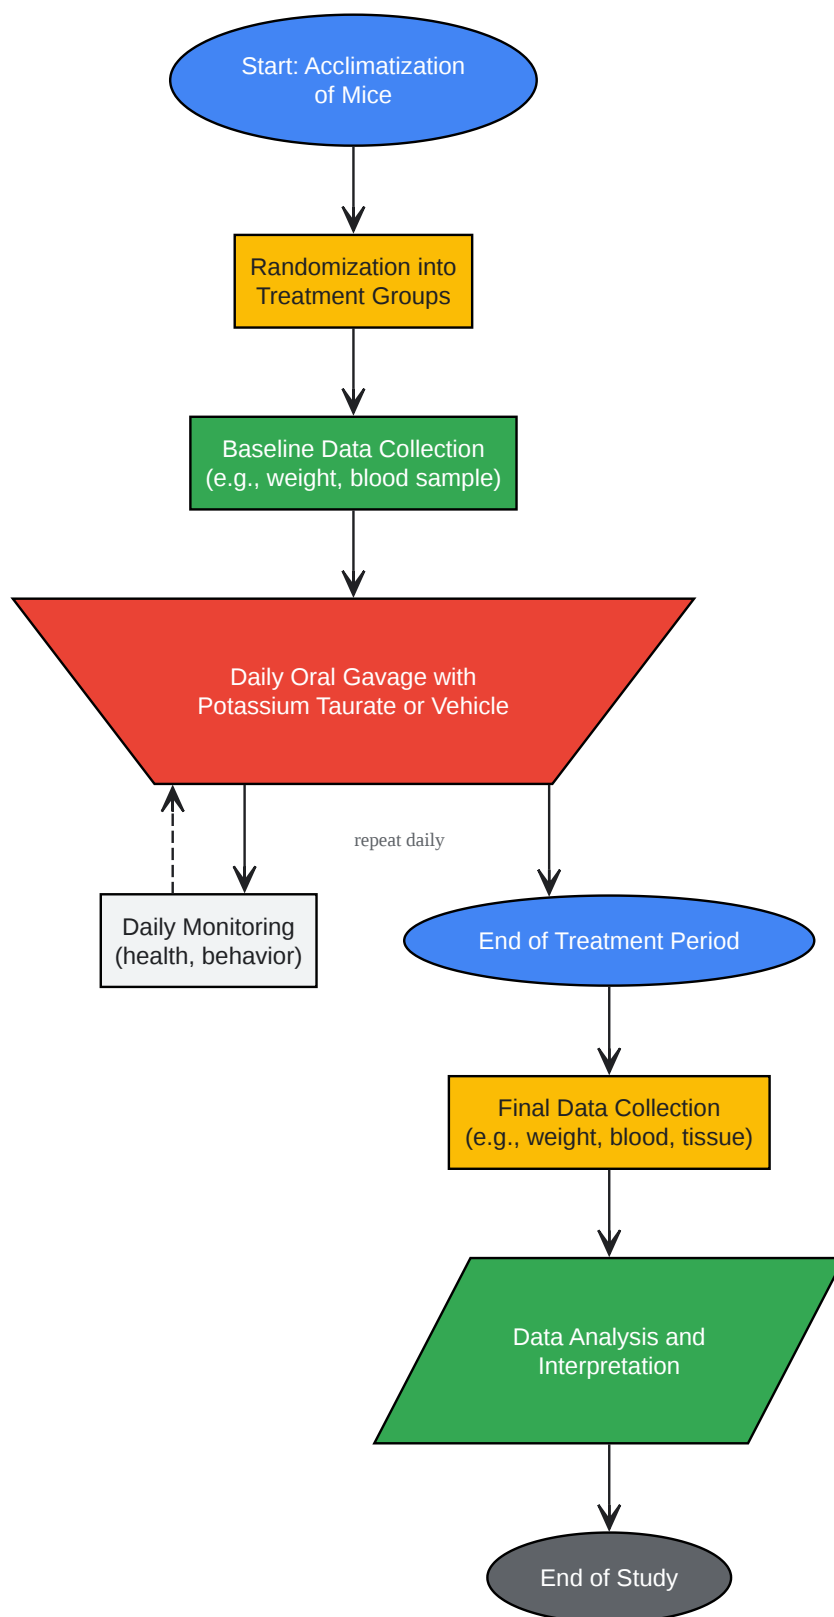 Start: Acclimatization
of Mice
Randomization into
Treatment Groups
Baseline Data Collection
(e.g., weight, blood sample)
Daily Oral Gavage with
Potassium Taurate or Vehicle
repeat daily
Daily Monitoring
(health, behavior)
End of Treatment Period
Final Data Collection
(e.g., weight, blood, tissue)
Data Analysis and
Interpretation
End of Study